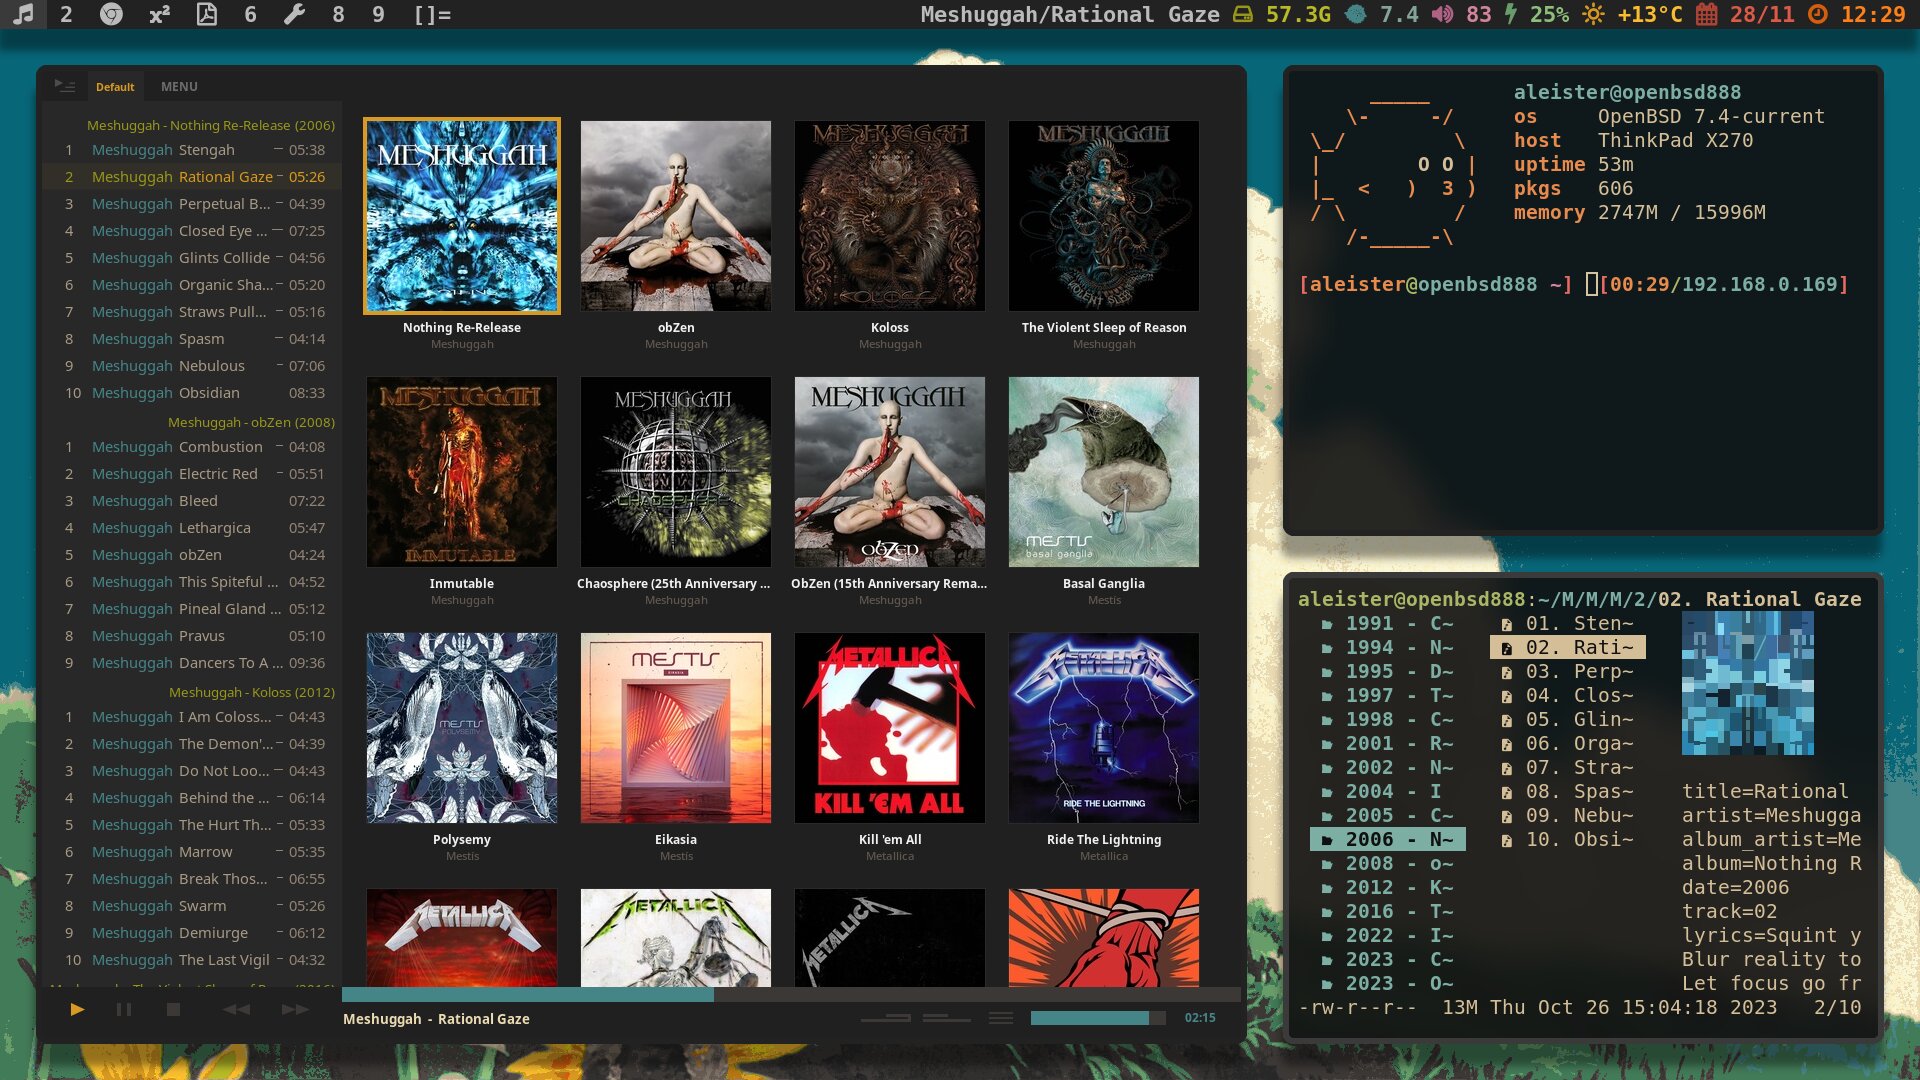 2 x² 6 8 9 []=
Meshuggah/Rational Gaze 57.3G 7.4 83 25% +13°C 28/11 12:29
Default MENU
Meshuggah - Nothing Re-Release (2006)
1 Meshuggah Stengah — 05:38
2 Meshuggah Rational Gaze – 05:26
3 Meshuggah Perpetual B... – 04:39
4 Meshuggah Closed Eye ... — 07:25
5 Meshuggah Glints Collide – 04:56
6 Meshuggah Organic Sha... – 05:20
7 Meshuggah Straws Pull... – 05:16
8 Meshuggah Spasm — 04:14
9 Meshuggah Nebulous – 07:06
10 Meshuggah Obsidian 08:33
Meshuggah - obZen (2008)
1 Meshuggah Combustion – 04:08
2 Meshuggah Electric Red – 05:51
3 Meshuggah Bleed 07:22
4 Meshuggah Lethargica 05:47
5 Meshuggah obZen 04:24
6 Meshuggah This Spiteful ... 04:52
7 Meshuggah Pineal Gland ... 05:12
8 Meshuggah Pravus 05:10
9 Meshuggah Dancers To A ... 09:36
Meshuggah - Koloss (2012)
1 Meshuggah I Am Coloss... – 04:43
2 Meshuggah The Demon'... – 04:39
3 Meshuggah Do Not Loo... — 04:43
4 Meshuggah Behind the ... – 06:14
5 Meshuggah The Hurt Th... – 05:33
6 Meshuggah Marrow – 05:35
7 Meshuggah Break Thos... – 06:55
8 Meshuggah Swarm – 05:26
9 Meshuggah Demiurge – 06:12
10 Meshuggah The Last Vigil – 04:32
MESHUGGAH
MESHUGGAH
KOLOSS
MESHUGGAH
VIOLENT SLEEP
Nothing Re-Release
Meshuggah
obZen
Meshuggah
Koloss
Meshuggah
The Violent Sleep of Reason
Meshuggah
MESHUGGAH
IMMUTABLE
MESHUGGAH
CHAOSPHERE
MESHUGGAH
obZen
MESTIS
basal ganglia
Inmutable
Meshuggah
Chaosphere (25th Anniversary ...
Meshuggah
ObZen (15th Anniversary Rema...
Meshuggah
Basal Ganglia
Mestís
MESTIS
POLYSEMY
MESTIS
EIKASIA
METALLICA
KILL 'EM ALL
METALLICA
RIDE THE LIGHTNING
Polysemy
Mestís
Eikasia
Mestís
Kill 'em All
Metallica
Ride The Lightning
Metallica
METALLICA
METALLICA
METALLICA
Meshuggah - Rational Gaze
02:15
aleister@openbsd888
os OpenBSD 7.4-current
host ThinkPad X270
uptime 53m
pkgs 606
memory 2747M / 15996M
_____
\- -/
\_/ \
| O O |
|_ < ) 3 )
/ \ /
/-_____-\
[aleister@openbsd888 ~] [00:29/192.168.0.169]
aleister@openbsd888:~/M/M/M/2/02. Rational Gaze
1991 - C~ 01. Sten~
1994 - N~ 02. Rati~
1995 - D~ 03. Perp~
1997 - T~ 04. Clos~
1998 - C~ 05. Glin~
2001 - R~ 06. Orga~
2002 - N~ 07. Stra~
2004 - I 08. Spas~ title=Rational
2005 - C~ 09. Nebu~ artist=Meshugga
2006 - N~ 10. Obsi~ album_artist=Me
2008 - o~ album=Nothing R
2012 - K~ date=2006
2016 - T~ track=02
2022 - I~ lyrics=Squint y
2023 - C~ Blur reality to
2023 - O~ Let focus go fr
-rw-r--r-- 13M Thu Oct 26 15:04:18 2023 2/10